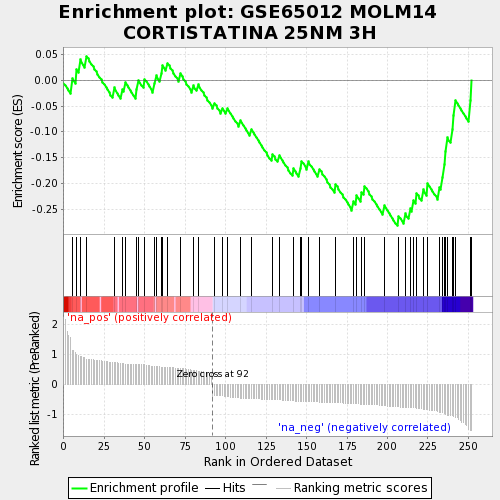 Enrichment plot: GSE65012 MOLM14
CORTISTATINA 25NM 3H
Enrichment score (ES)
0.05
0.00
-0.05
-0.10
-0.15
-0.20
-0.25
'na_pos' (positively correlated)
Ranked list metric (PreRanked)
2
1
0
-1
Zero cross at 92
'na_neg' (negatively correlated)
0
25
50
75
100
125
150
175
200
225
250
Rank in Ordered Dataset
Enrichment profile
Hits
Ranking metric scores